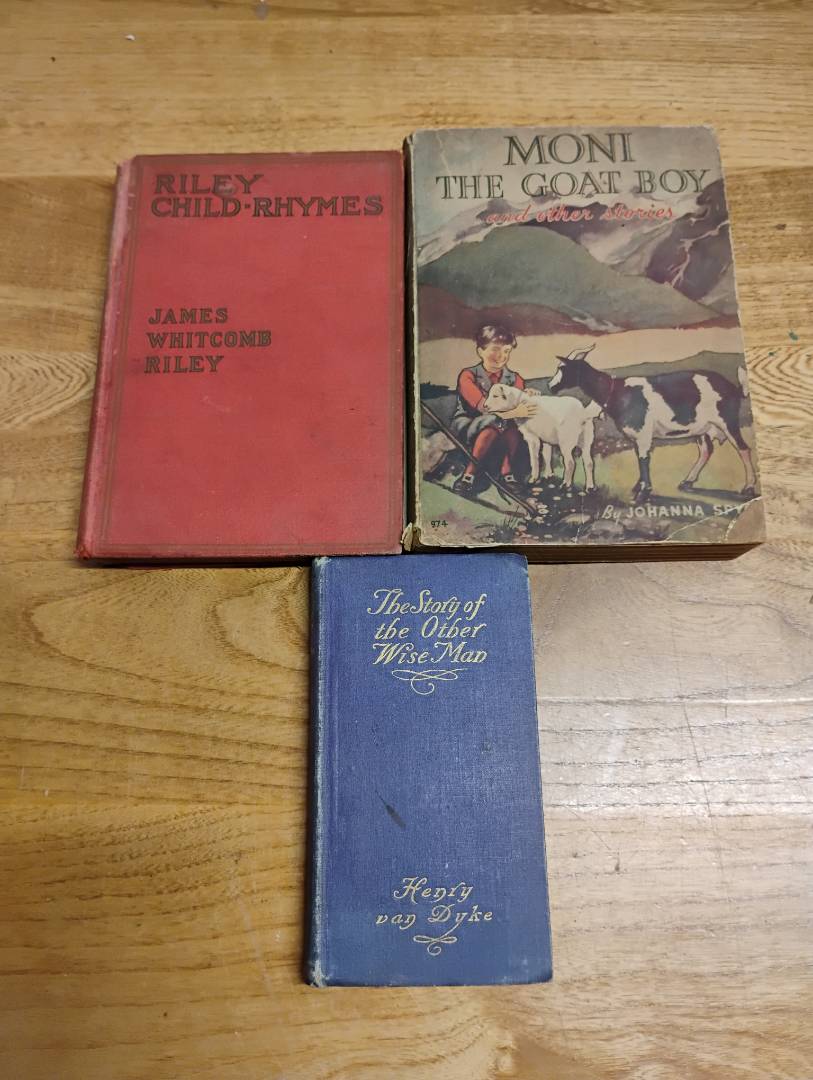 RILEY
CHILD-RHYMES
JAMES
WHITCOMB
RILEY
MONI
THE GOAT BOY
and other stories
974
By JOHANNA SPY
The Story of
the Other
Wise Man
Henry
van Dyke